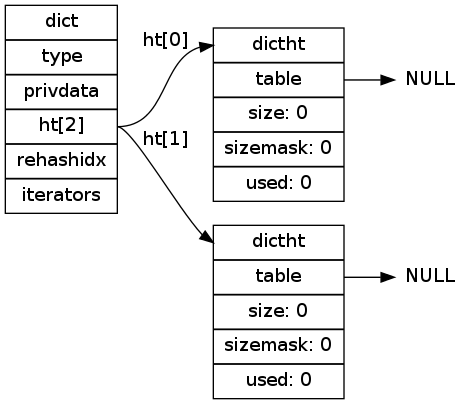 dict
type
privdata
ht[2]
rehashidx
iterators
ht[0]
ht[1]
dictht
table
size: 0
sizemask: 0
used: 0
NULL
dictht
table
size: 0
sizemask: 0
used: 0
NULL